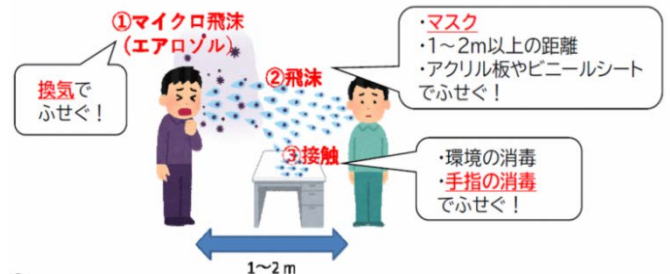 ①マイクロ飛沫
(エアロゾル)
換気で
ふせぐ！
②飛沫
・マスク
・1～2m以上の距離
・アクリル板やビニールシート
でふせぐ！
③接触
・環境の消毒
・手指の消毒
でふせぐ！
1～2 m